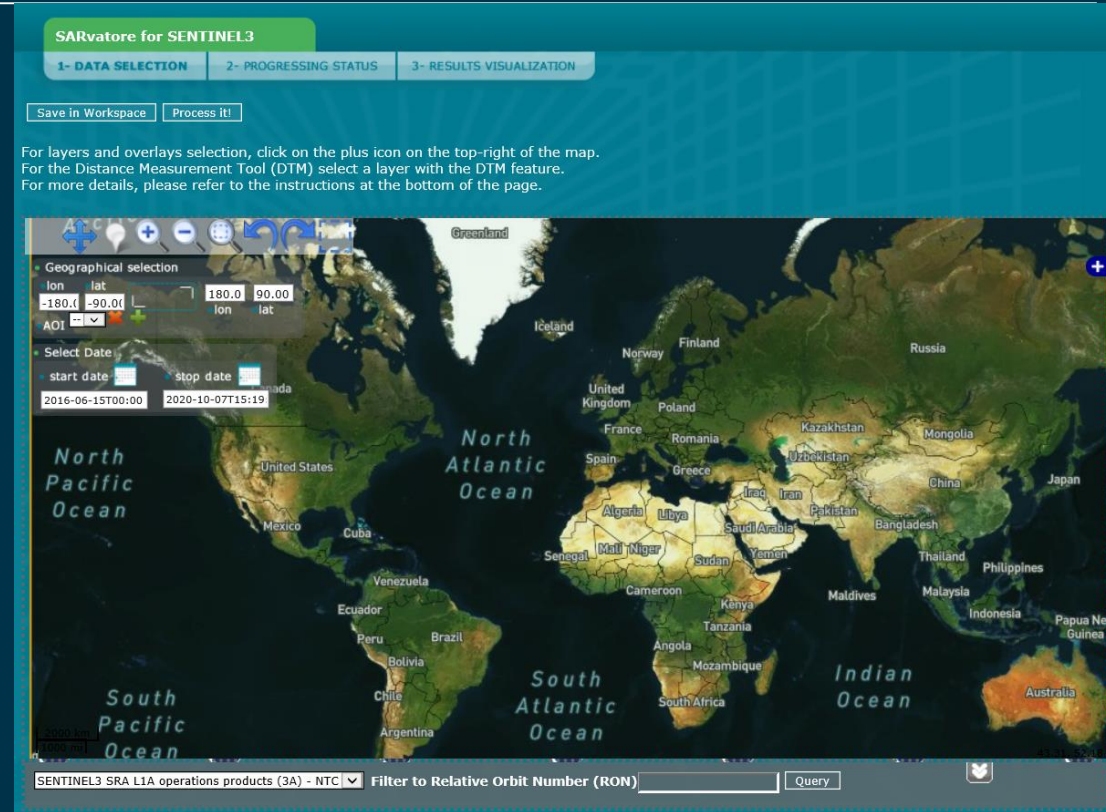 SARvatore for SENTINEL3
1- DATA SELECTION
2- PROGRESSING STATUS
3- RESULTS VISUALIZATION
Save in Workspace
Process it!
For layers and overlays selection, click on the plus icon on the top-right of the map.
For the Distance Measurement Tool (DTM) select a layer with the DTM feature.
For more details, please refer to the instructions at the bottom of the page.
Greenland
Geographical selection
lon lat
-180.( -90.0(
180.0 90.00
lon lat
AOI --
Select Date
start date
stop date
2016-06-15T00:00
2020-10-07T15:19
Iceland
Norway
Finland
Russia
United
Kingdom
Poland
France
Romania
Kazakhstan
Mongolia
North
Pacific
Ocean
United States
North
Atlantic
Ocean
Spain
Greece
Uzbekistan
China
Japan
Iraq
Iran
Pakistan
Mexico
Cuba
Algeria
Libya
Saudi Arabia
Bangladesh
Senegal
Mali
Niger
Sudan
Yemen
Thailand
Philippines
Venezuela
Cameroon
Maldives
Malaysia
Ecuador
Kenya
Indonesia
Papua Ne
Guinea
Peru
Brazil
Tanzania
Angola
Bolivia
Mozambique
South
Pacific
Ocean
Chile
South
Atlantic
Ocean
South Africa
Indian
Ocean
Australia
Argentina
2000 km
1000 mi
SENTINEL3 SRA L1A operations products (3A) - NTC
Filter to Relative Orbit Number (RON)
Query